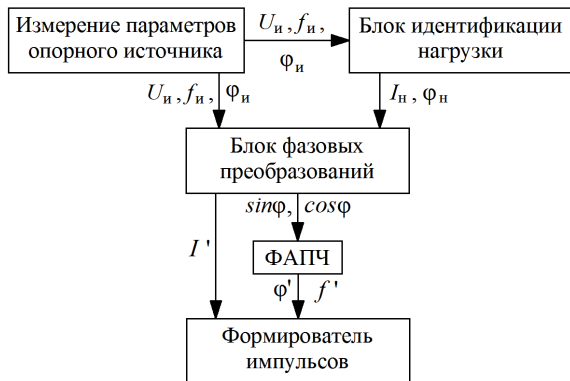 Измерение параметров
опорного источника
Uи, fи,
φи
Блок идентификации
нагрузки
Uи, fи, φи
Iн, φн
Блок фазовых
преобразований
sinφ, cosφ
I '
ФАПЧ
φ' f '
Формирователь
импульсов